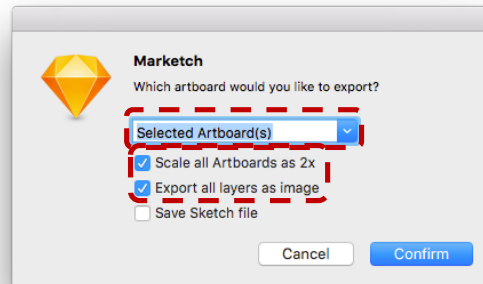 Marketch
Which artboard would you like to export?
Selected Artboard(s)
Scale all Artboards as 2x
Export all layers as image
Save Sketch file
Cancel Confirm